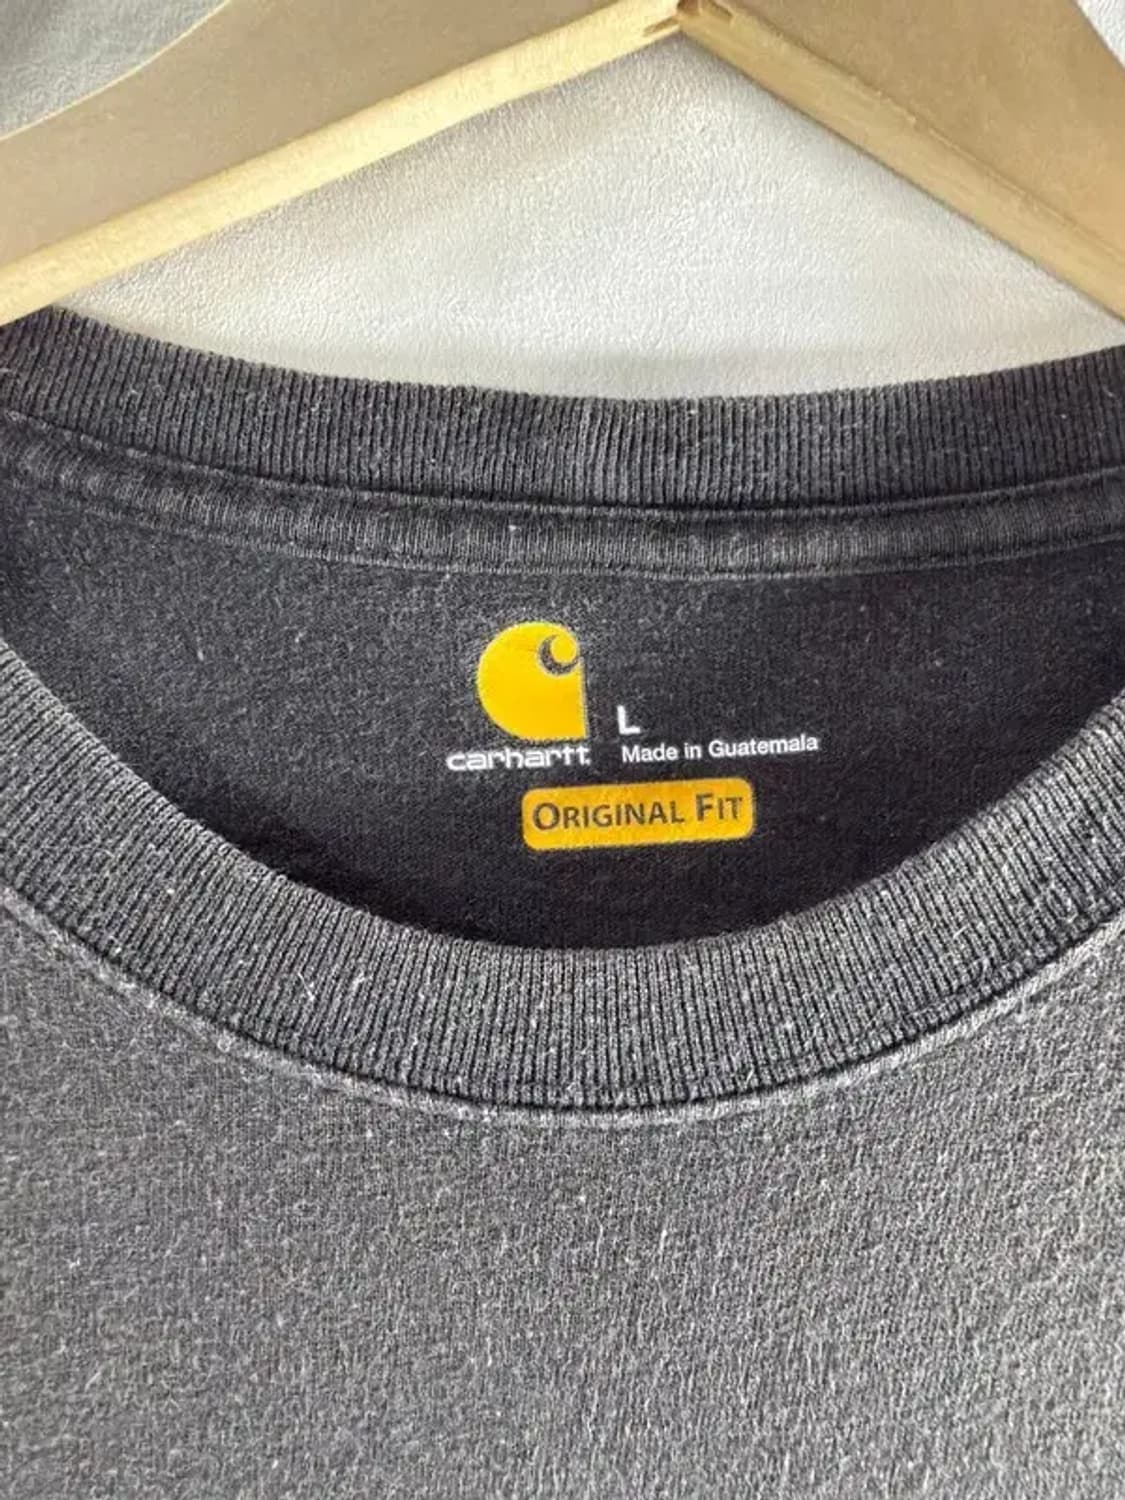 L
carhartt. Made in Guatemala
ORIGINAL FIT